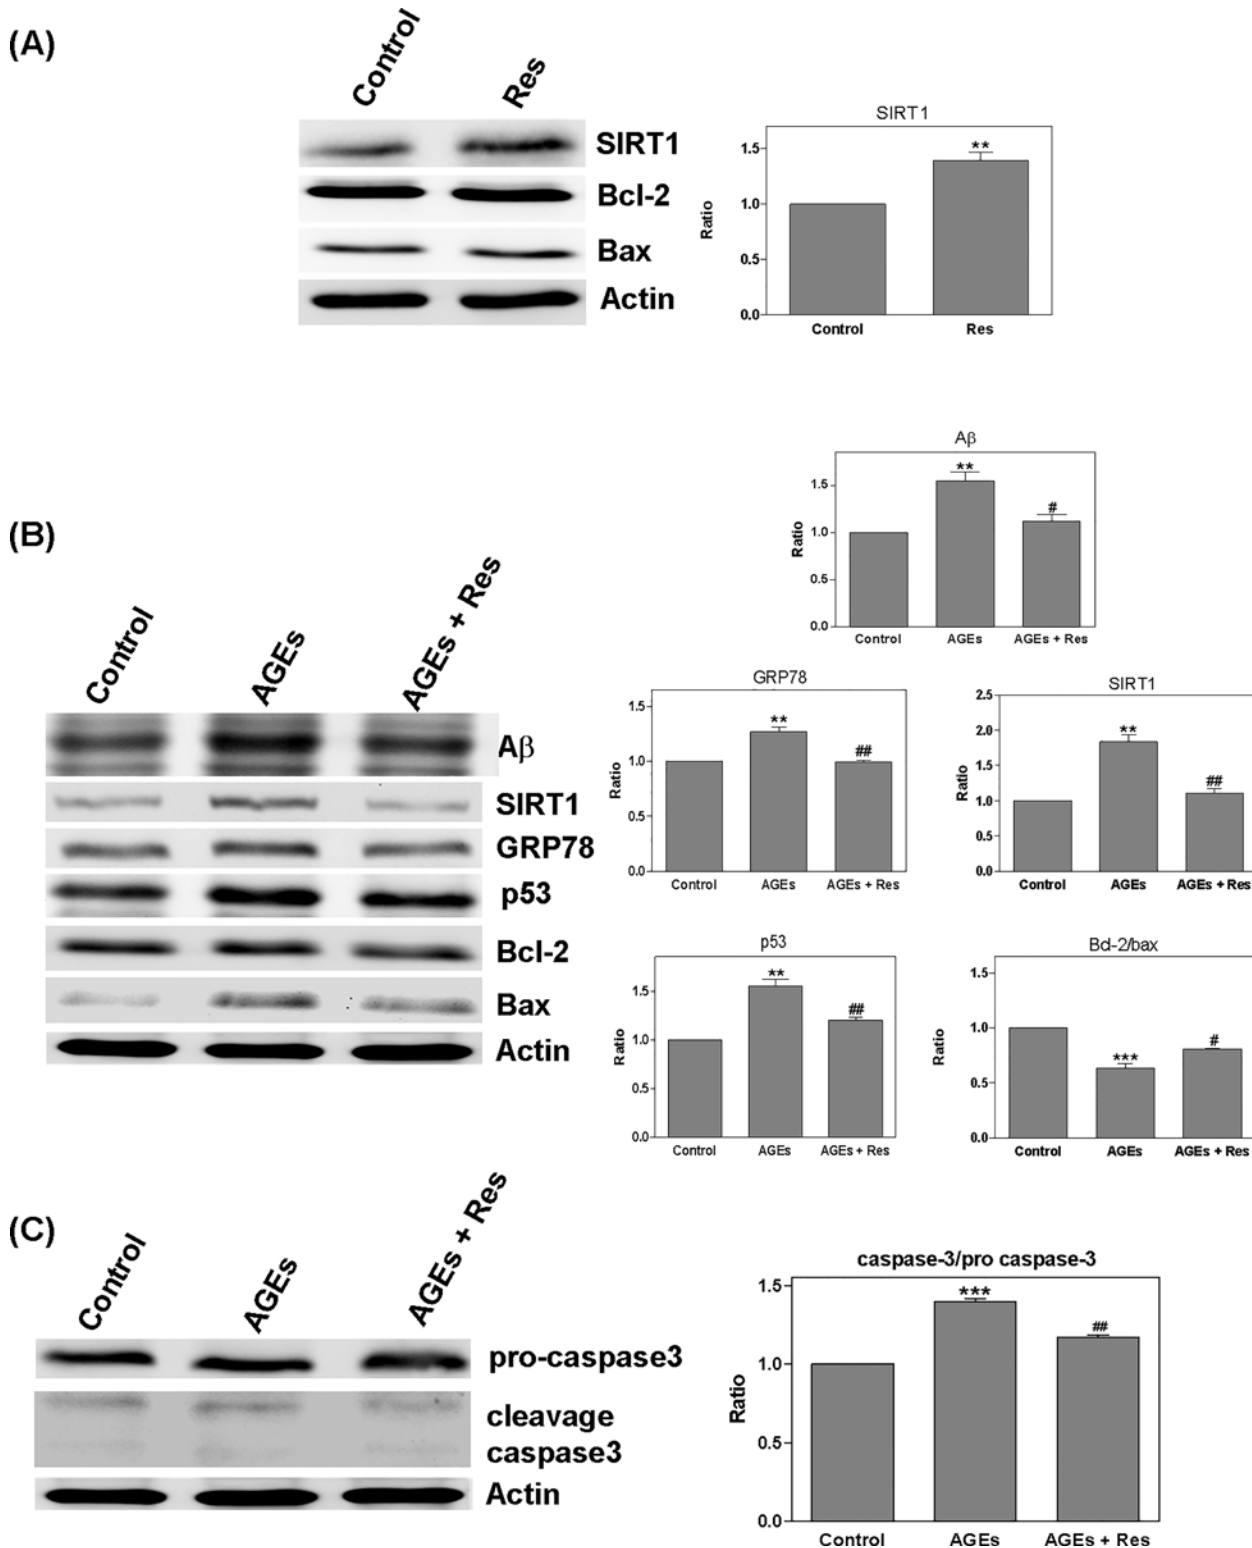 (A)
Control
Res
SIRT1
Bcl-2
Bax
Actin
SIRT1
Ratio
1.5
1.0
0.5
0.0
**
Control
Res
(B)
Control
AGEs
AGEs + Res
Aβ
SIRT1
GRP78
p53
Bcl-2
Bax
Actin
Aβ
Ratio
1.5
1.0
0.5
0.0
**
#
Control
AGEs
AGEs + Res
GRP78
Ratio
1.5
1.0
0.5
0.0
**
##
Control
AGEs
AGEs + Res
SIRT1
Ratio
2.5
2.0
1.5
1.0
0.5
0.0
**
##
Control
AGEs
AGEs + Res
p53
Ratio
1.5
1.0
0.5
0.0
**
##
Control
AGEs
AGEs + Res
Bcl-2/bax
Ratio
1.5
1.0
0.5
0.0
***
#
Control
AGEs
AGEs + Res
(C)
Control
AGEs
AGEs + Res
pro-caspase3
cleavage
caspase3
Actin
caspase-3/pro caspase-3
Ratio
1.5
1.0
0.5
0.0
***
##
Control
AGEs
AGEs + Res